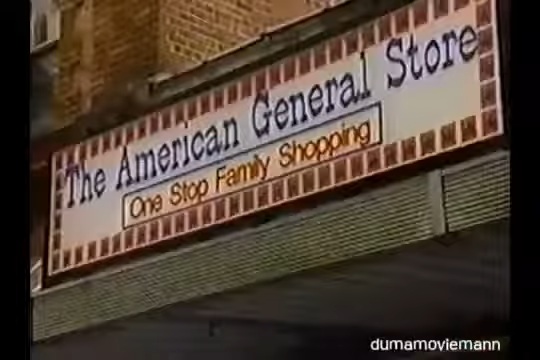 The American General Store
One Stop Family Shopping
dumamoviemann